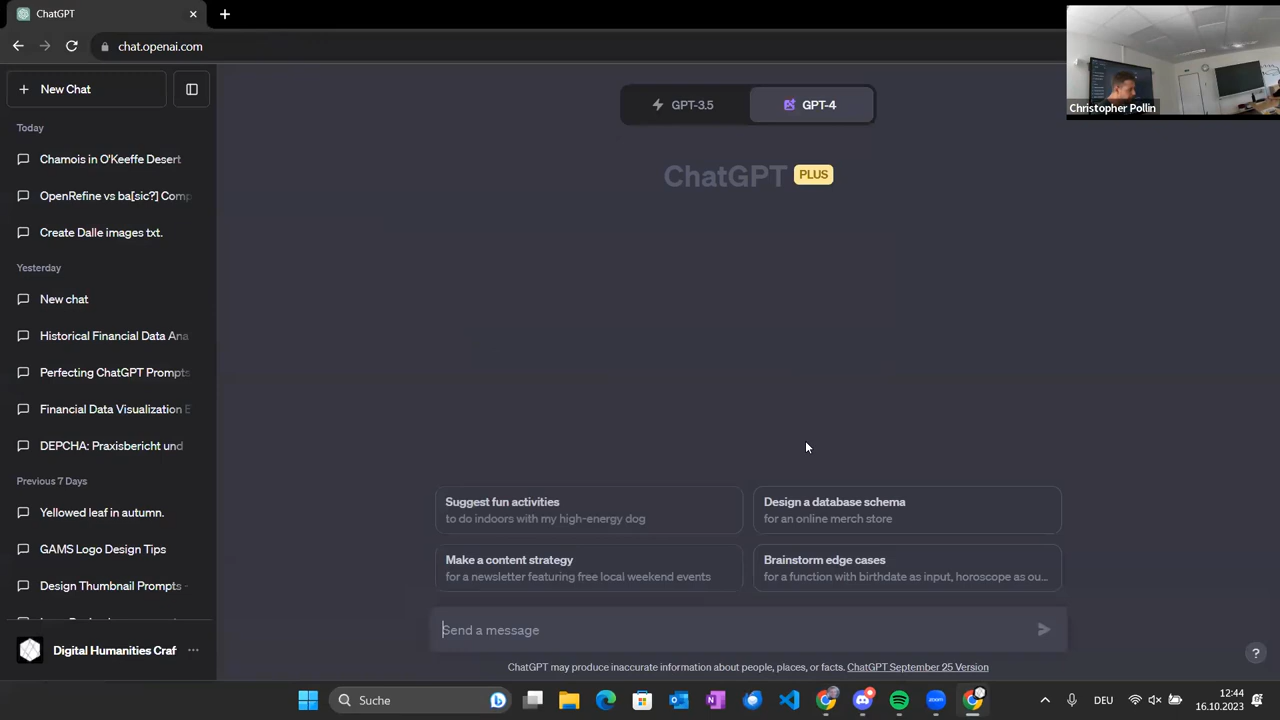 ChatGPT
chat.openai.com
Christopher Pollin
New Chat
GPT-3.5
GPT-4
ChatGPT PLUS
Today
Chamois in O'Keeffe Desert
OpenRefine vs ba[sic?] Comp
Create Dalle images txt.
Yesterday
New chat
Historical Financial Data Ana
Perfecting ChatGPT Prompts
Financial Data Visualization E
DEPCHA: Praxisbericht und
Previous 7 Days
Yellowed leaf in autumn.
GAMS Logo Design Tips
Design Thumbnail Prompts -
Digital Humanities Craf
Suggest fun activities
to do indoors with my high-energy dog
Design a database schema
for an online merch store
Make a content strategy
for a newsletter featuring free local weekend events
Brainstorm edge cases
for a function with birthdate as input, horoscope as ou...
Send a message
ChatGPT may produce inaccurate information about people, places, or facts. ChatGPT September 25 Version
?
Suche
DEU
12:44
16.10.2023